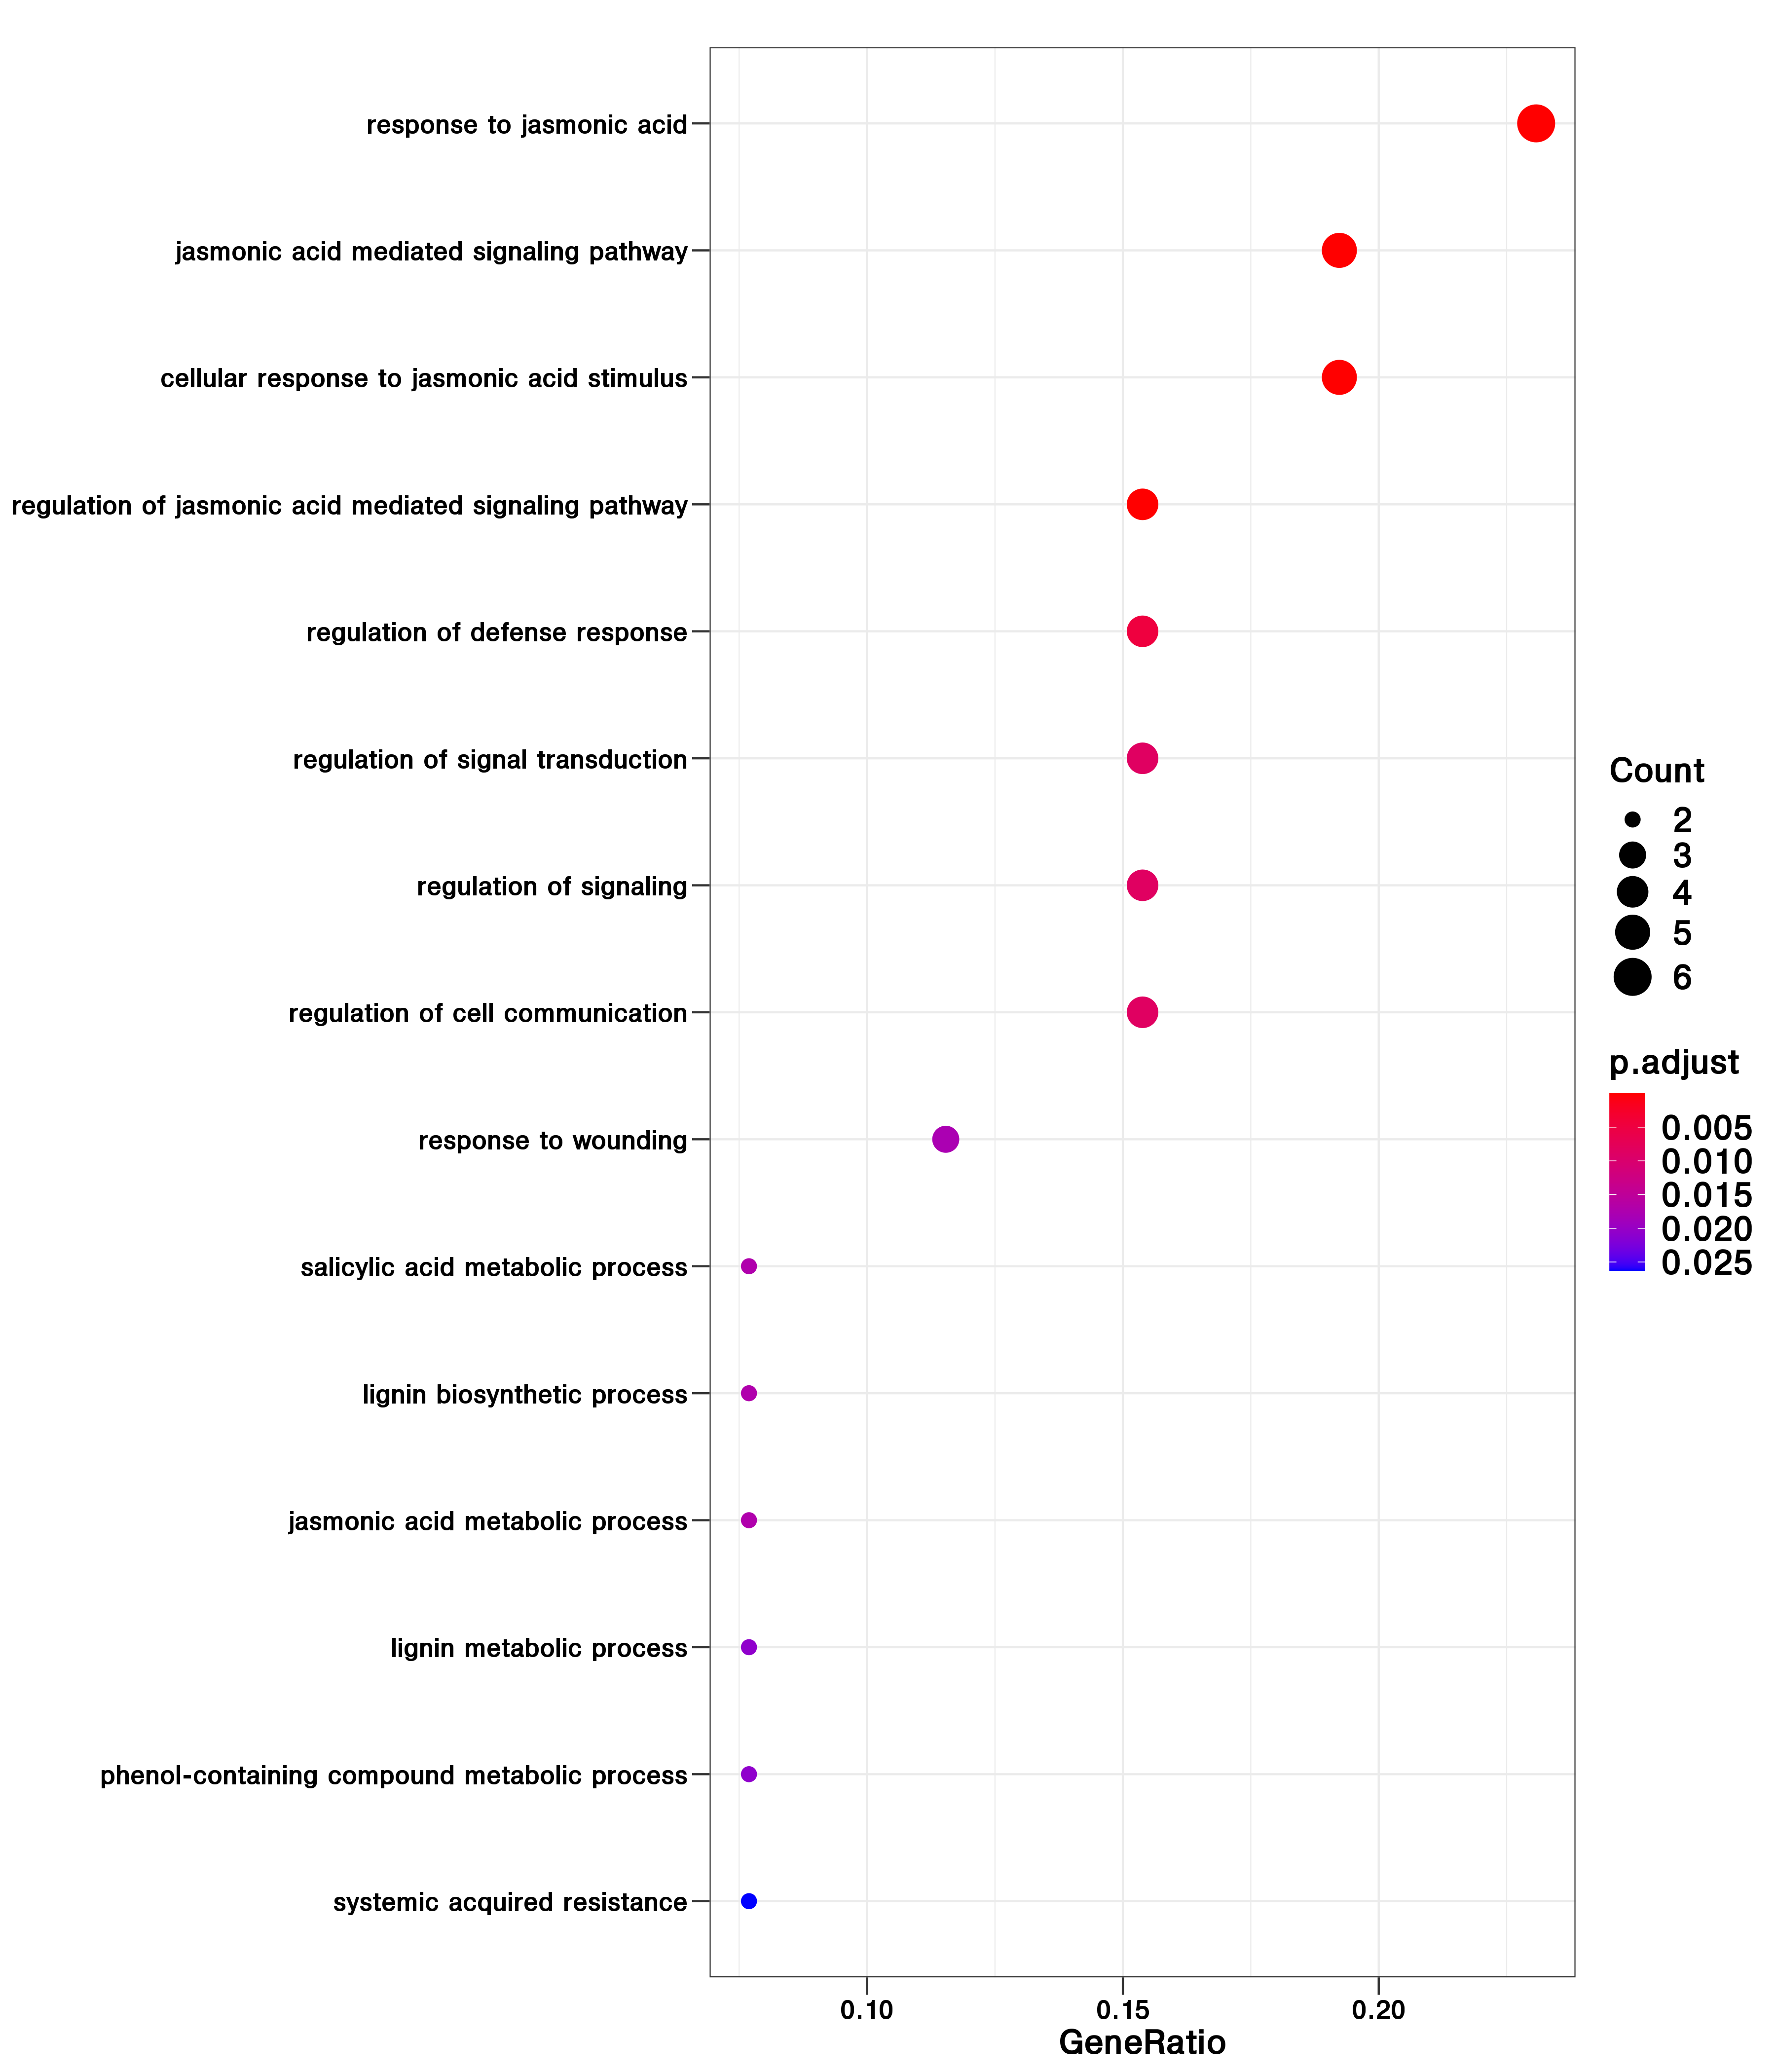 response to jasmonic acid
jasmonic acid mediated signaling pathway
cellular response to jasmonic acid stimulus
regulation of jasmonic acid mediated signaling pathway
regulation of defense response
regulation of signal transduction
regulation of signaling
regulation of cell communication
response to wounding
salicylic acid metabolic process
lignin biosynthetic process
jasmonic acid metabolic process
lignin metabolic process
phenol-containing compound metabolic process
systemic acquired resistance
0.10 0.15 0.20
GeneRatio
Count
2
3
4
5
6
p.adjust
0.005
0.010
0.015
0.020
0.025